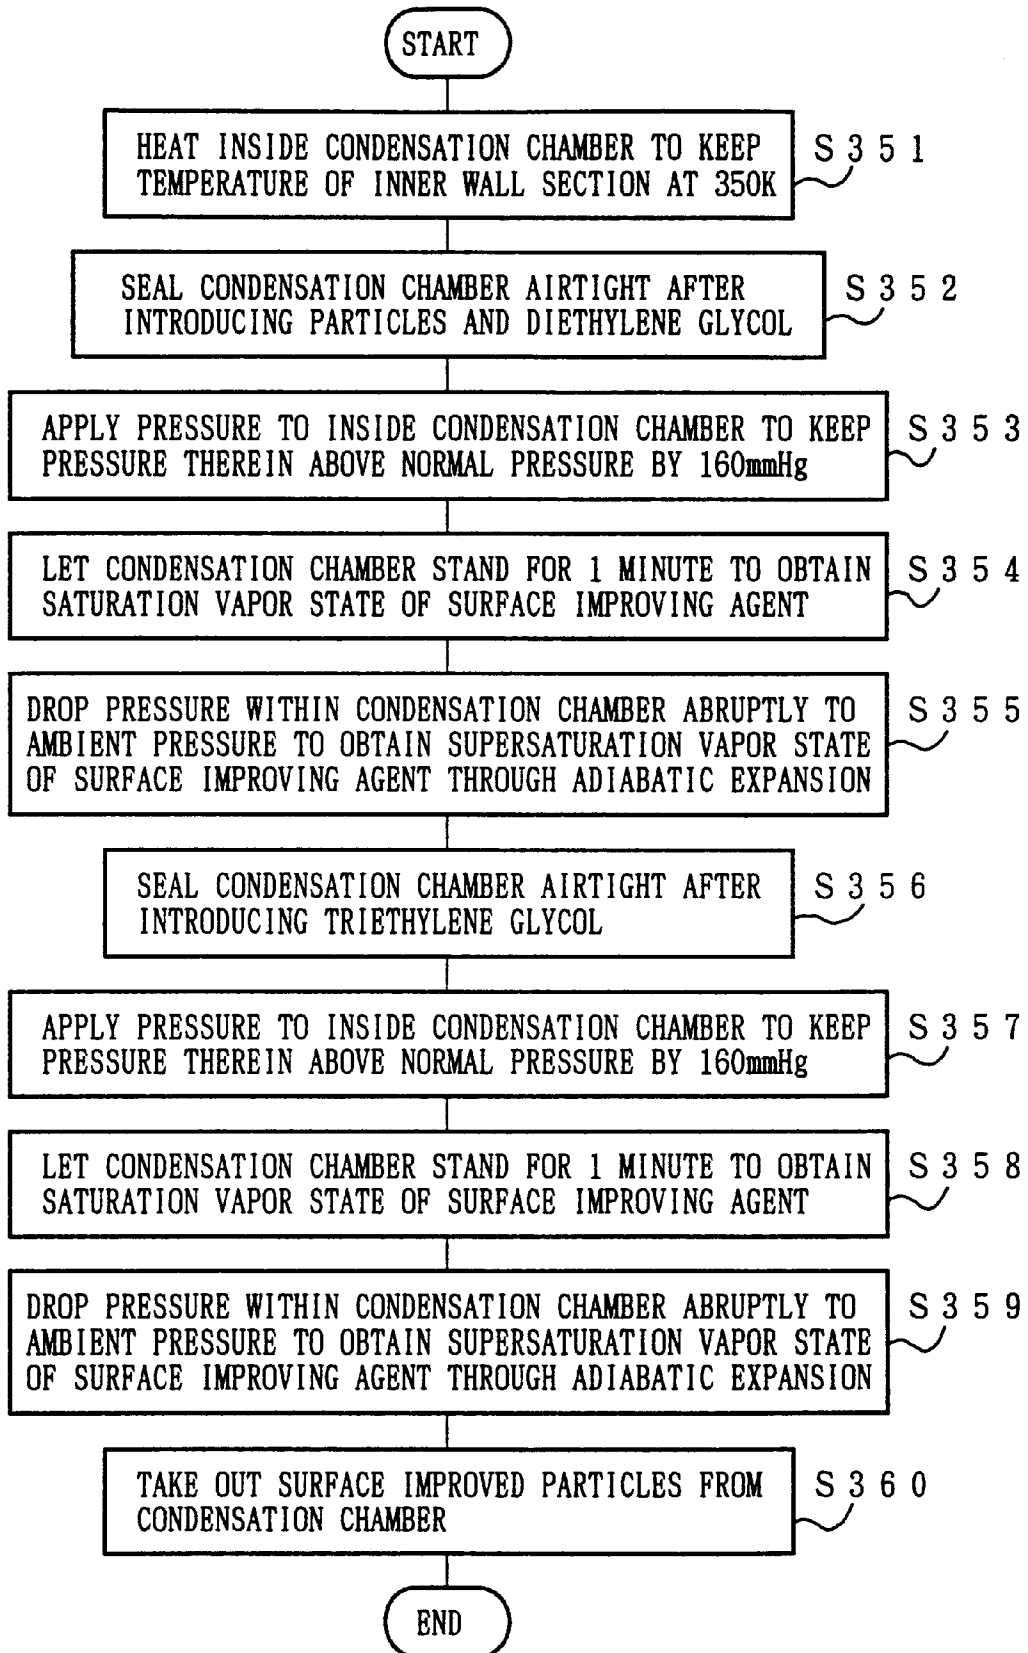 START
HEAT INSIDE CONDENSATION CHAMBER TO KEEP
TEMPERATURE OF INNER WALL SECTION AT 350K
S351
SEAL CONDENSATION CHAMBER AIRTIGHT AFTER
INTRODUCING PARTICLES AND DIETHYLENE GLYCOL
S352
APPLY PRESSURE TO INSIDE CONDENSATION CHAMBER TO KEEP
PRESSURE THEREIN ABOVE NORMAL PRESSURE BY 160mmHg
S353
LET CONDENSATION CHAMBER STAND FOR 1 MINUTE TO OBTAIN
SATURATION VAPOR STATE OF SURFACE IMPROVING AGENT
S354
DROP PRESSURE WITHIN CONDENSATION CHAMBER ABRUPTLY TO
AMBIENT PRESSURE TO OBTAIN SUPERSATURATION VAPOR STATE
OF SURFACE IMPROVING AGENT THROUGH ADIABATIC EXPANSION
S355
SEAL CONDENSATION CHAMBER AIRTIGHT AFTER
INTRODUCING TRIETHYLENE GLYCOL
S356
APPLY PRESSURE TO INSIDE CONDENSATION CHAMBER TO KEEP
PRESSURE THEREIN ABOVE NORMAL PRESSURE BY 160mmHg
S357
LET CONDENSATION CHAMBER STAND FOR 1 MINUTE TO OBTAIN
SATURATION VAPOR STATE OF SURFACE IMPROVING AGENT
S358
DROP PRESSURE WITHIN CONDENSATION CHAMBER ABRUPTLY TO
AMBIENT PRESSURE TO OBTAIN SUPERSATURATION VAPOR STATE
OF SURFACE IMPROVING AGENT THROUGH ADIABATIC EXPANSION
S359
TAKE OUT SURFACE IMPROVED PARTICLES FROM
CONDENSATION CHAMBER
S360
END